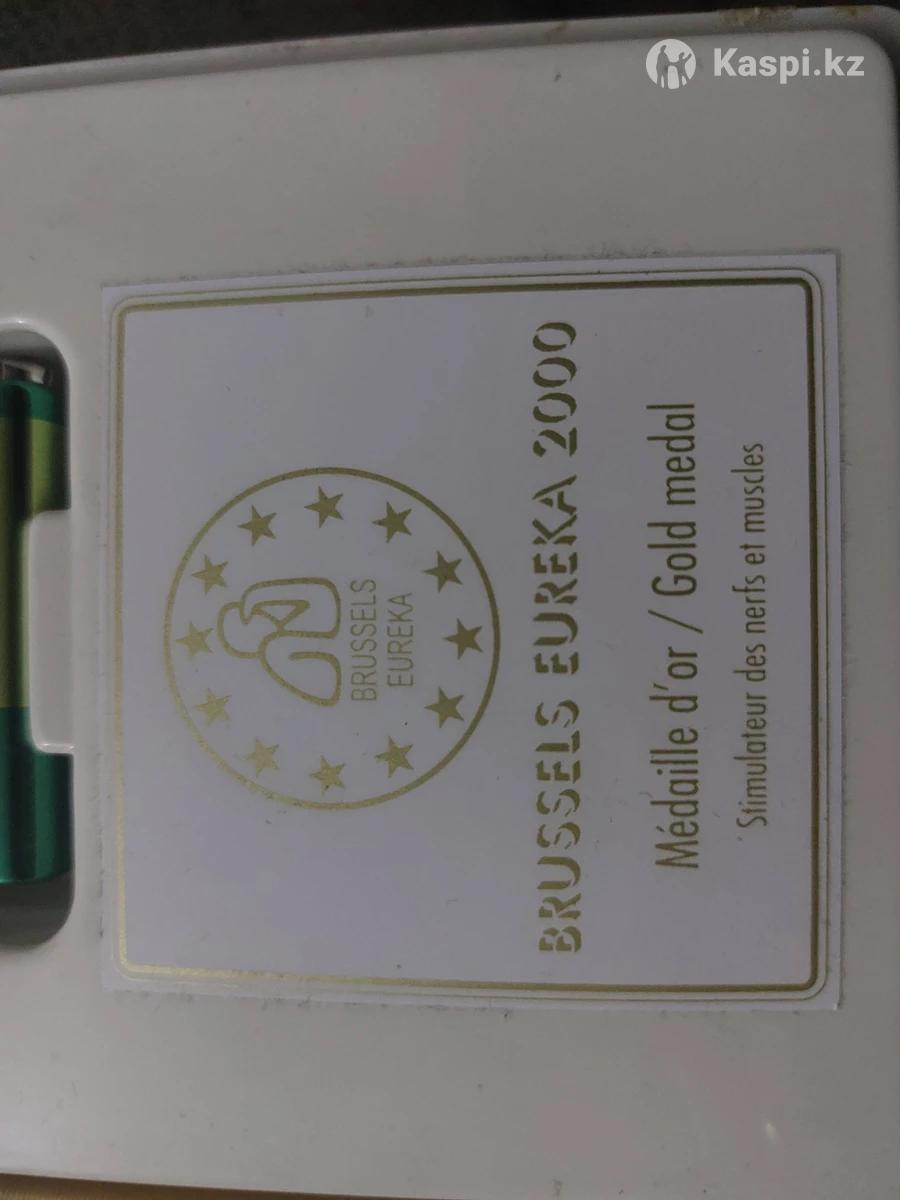 Kaspi.kz
BRUSSELS
EUREKA
BRUSSELS EUREKA 2000
Médaille d'or / Gold medal
Stimulateur des nerfs et muscles